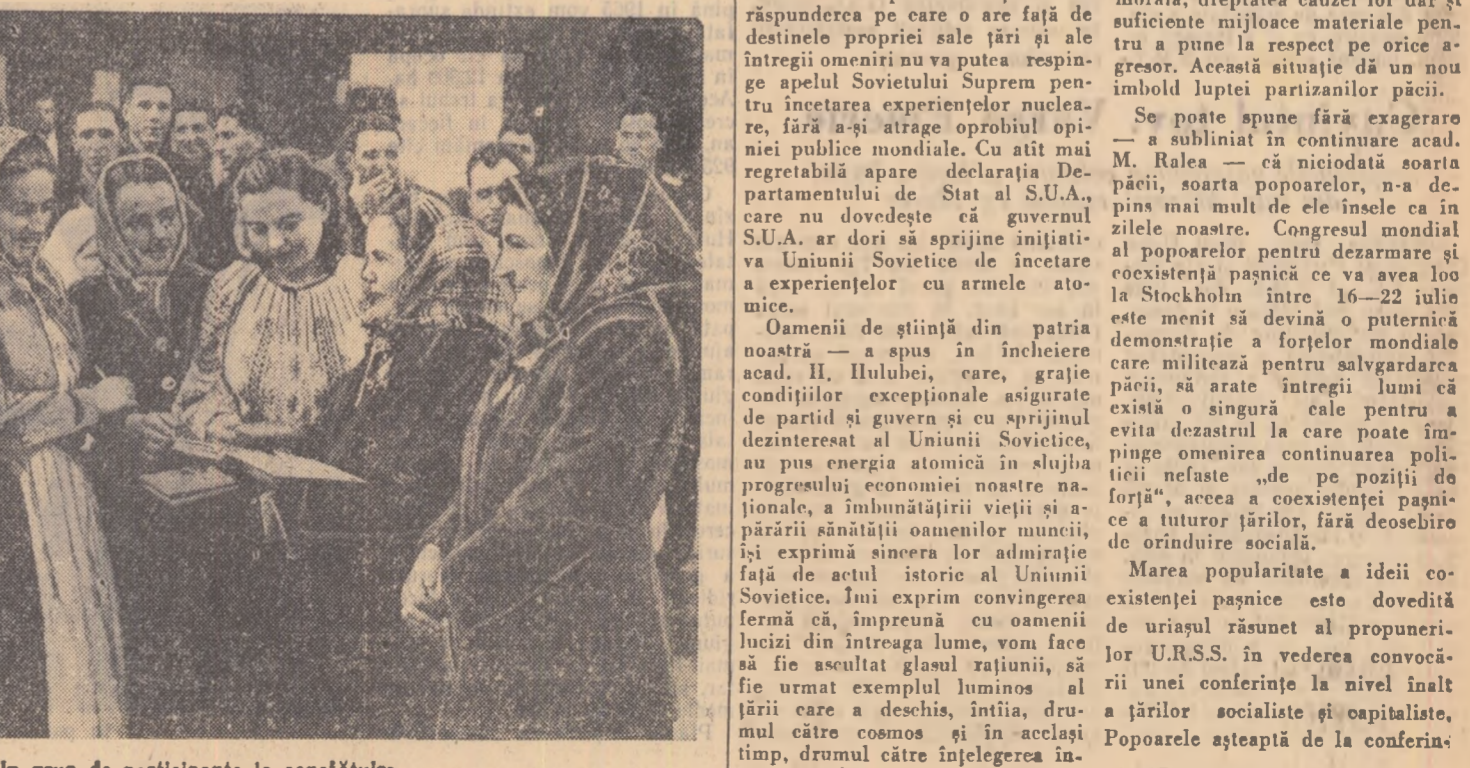 răspunderea pe care o are față de
destinele propriei sale țări și ale
întregii omeniri nu va putea respin-
ge apelul Sovietului Suprem pen-
tru încetarea experiențelor nuclea-
re, fără a-și atrage oprobiul opi-
niei publice mondiale. Cu atît mai
regretabilă apare declarația De-
partamentului de Stat al S.U.A.,
care nu dovedește că guvernul
S.U.A. ar dori să sprijine inițiati-
va Uniunii Sovietice de încetare
a experiențelor cu armele ato-
mice.
Oamenii de știință din patria
noastră — a spus în încheiere
acad. H. Hulubei, care, grație
condițiilor excepționale asigurate
de partid și guvern și cu sprijinul
dezinteresat al Uniunii Sovietice,
au pus energia atomică în slujba
progresului economiei noastre na-
ționale, a îmbunătățirii vieții și a-
părării sănătății oamenilor muncii,
își exprimă sincera lor admirație
față de actul istoric al Uniunii
Sovietice. Îmi exprim convingerea
fermă că, împreună cu oamenii
lucizi din întreaga lume, vom face
să fie ascultat glasul rațiunii, să
fie urmat exemplul luminos al
țării care a deschis, întîia, dru-
mul către cosmos și în același
timp, drumul către înțelegerea în-
morală, dreptatea cauzei lor dar și
suficiente mijloace materiale pen-
tru a pune la respect pe orice a-
gresor. Această situație dă un nou
imbold luptei partizanilor păcii.
Se poate spune fără exagerare
— a subliniat în continuare acad.
M. Ralea — că niciodată soarta
păcii, soarta popoarelor, n-a de-
pins mai mult de ele însele ca în
zilele noastre. Congresul mondial
al popoarelor pentru dezarmare și
coexistență pașnică ce va avea loc
la Stockholm între 16—22 iulie
este menit să devină o puternică
demonstrație a forțelor mondiale
care militează pentru salvgardarea
păcii, să arate întregii lumi că
există o singură cale pentru a
evita dezastrul la care poate îm-
pinge omenirea continuarea poli-
ticii nefaste „de pe poziții de
forță“, aceea a coexistenței pașni-
ce a tuturor țărilor, fără deosebire
de orînduire socială.
Marea popularitate a ideii co-
existenței pașnice este dovedită
de uriașul răsunet al propuneri-
lor U.R.S.S. în vederea convocă-
rii unei conferințe la nivel înalt
a țărilor socialiste și capitaliste.
Popoarele așteaptă de la conferin-